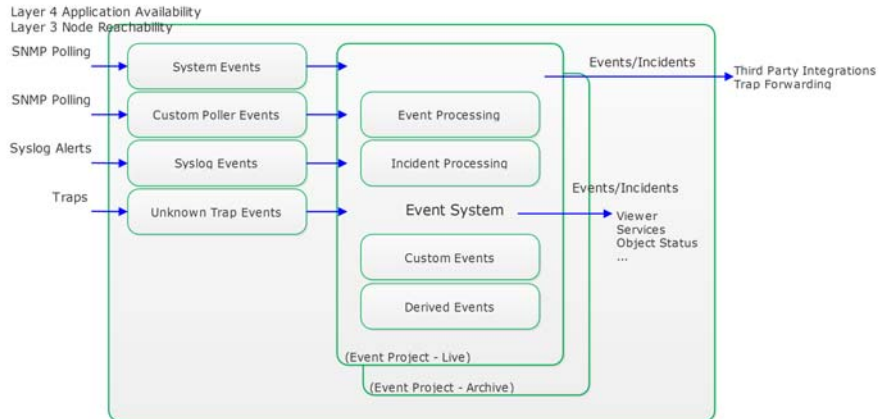 Layer 4 Application Availability
Layer 3 Node Reachability
SNMP Polling
System Events
SNMP Polling
Custom Poller Events
Syslog Alerts
Syslog Events
Traps
Unknown Trap Events
Event Processing
Incident Processing
Event System
Custom Events
Derived Events
(Event Project - Live)
(Event Project - Archive)
Events/Incidents
Third Party Integrations
Trap Forwarding
Events/Incidents
Viewer
Services
Object Status
...